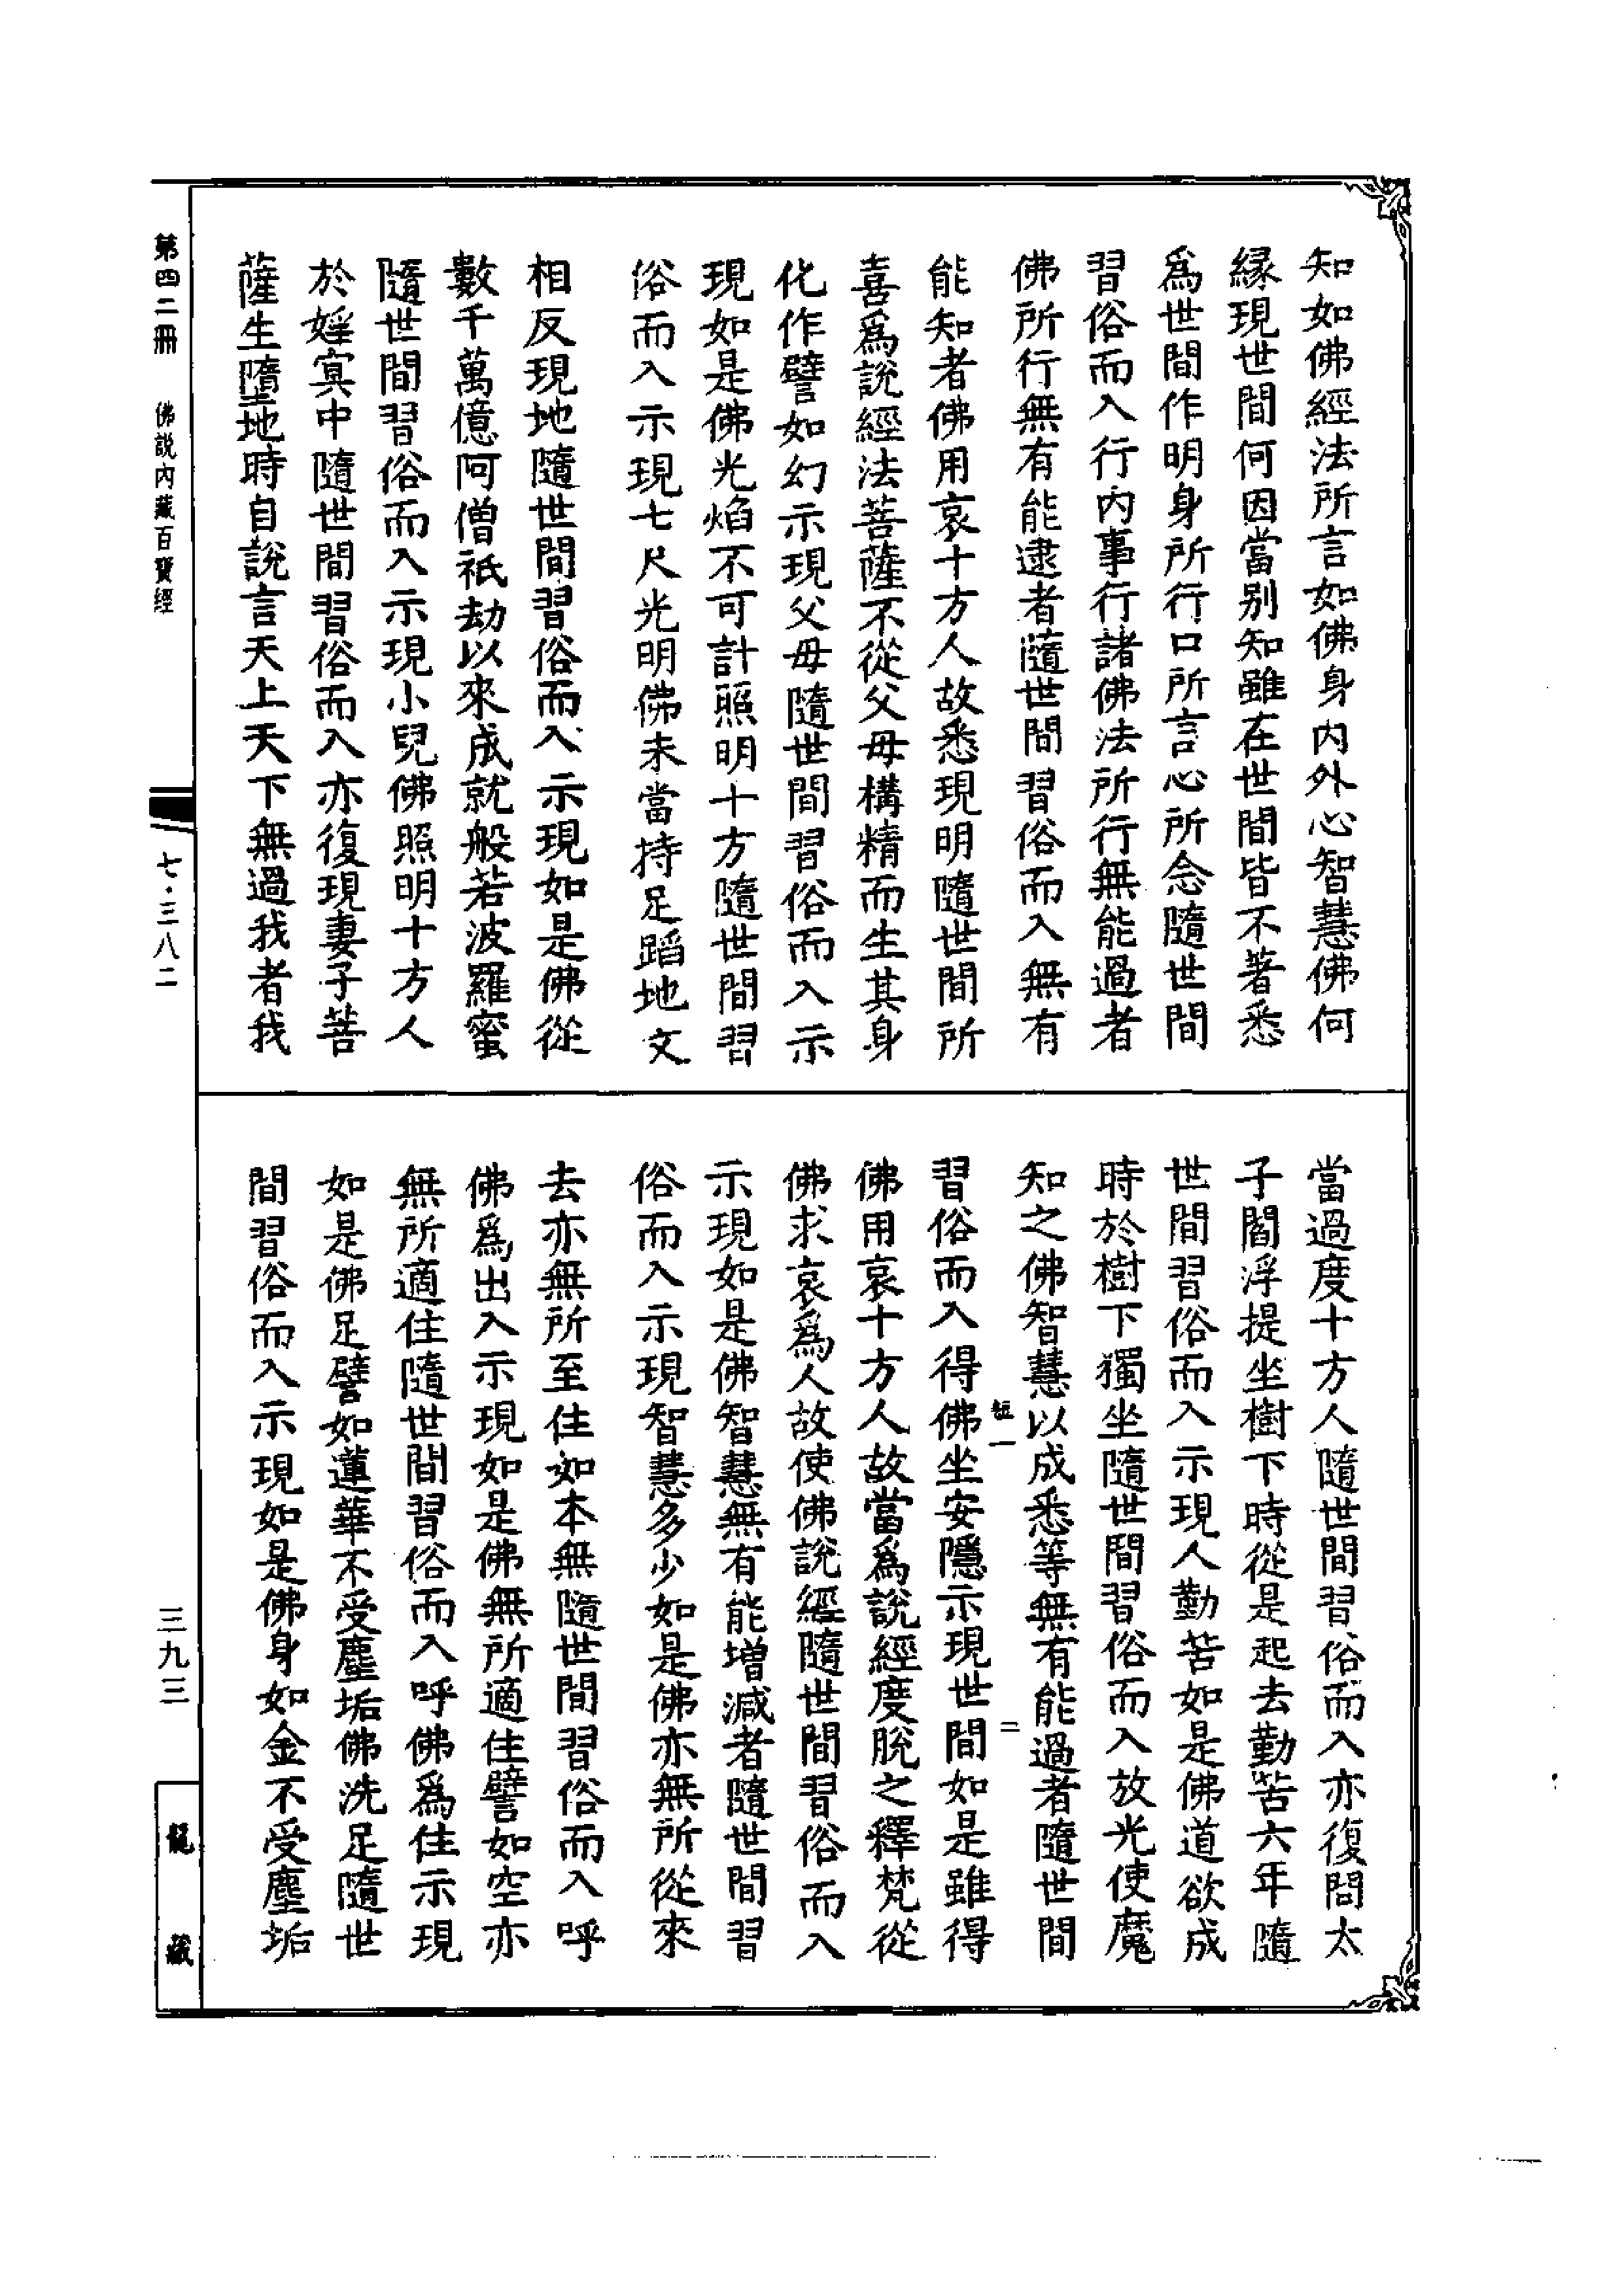 知如佛經法所言如佛身内外心智慧佛何
緣現世間何因當别知雖在世間皆不著悉
爲世間作明身所行口所言心所念隨世間
習俗而入行内事行諸佛法所行無能過者
佛所行無有能逮者隨世間習俗而入無有
能知者佛用哀十方人故悉現明隨世間所
喜爲說經法菩薩不從父母構精而生其身
化作譬如幻示現父母隨世間習俗而入示
現如是佛光焰不可計照明十方隨世間習
俗而入示現七尺光明佛未當持足蹈地文
相反現地隨世間習俗而入示現如是佛從
數千萬億阿僧祇劫以來成就般若波羅蜜
隨世間習俗而入示現小兒佛照明十方人
於婬寘中隨世間習俗而入亦復現妻子菩
薩生墮地時自說言天上天下無過我者我
當過度十方人隨世間習俗而入亦復問太
子閻浮提坐樹下時從是起去勤苦六年隨
世間習俗而入示現人勤苦如是佛道欲成
時於樹下獨坐隨世間習俗而入放光使魔
知之佛智慧以成悉等無有能過者隨世間
一 二
習俗而入得佛坐安隱示現世間如是雖得
佛用哀十方人故當爲說經度脫之釋梵從
佛求哀爲人故使佛說經隨世間習俗而入
示現如是佛智慧無有能增減者隨世間習
俗而入示現智慧多少如是佛亦無所從來
去亦無所至住如本無隨世間習俗而入呼
佛爲出入示現如是佛無所適住譬如空亦
無所適住隨世間習俗而入呼佛爲住示現
如是佛足譬如蓮華不受塵垢佛洗足隨世
間習俗而入示現如是佛身如金不受塵垢
第四二冊 佛說内藏百寶經
七·三八二
三九三
龍藏